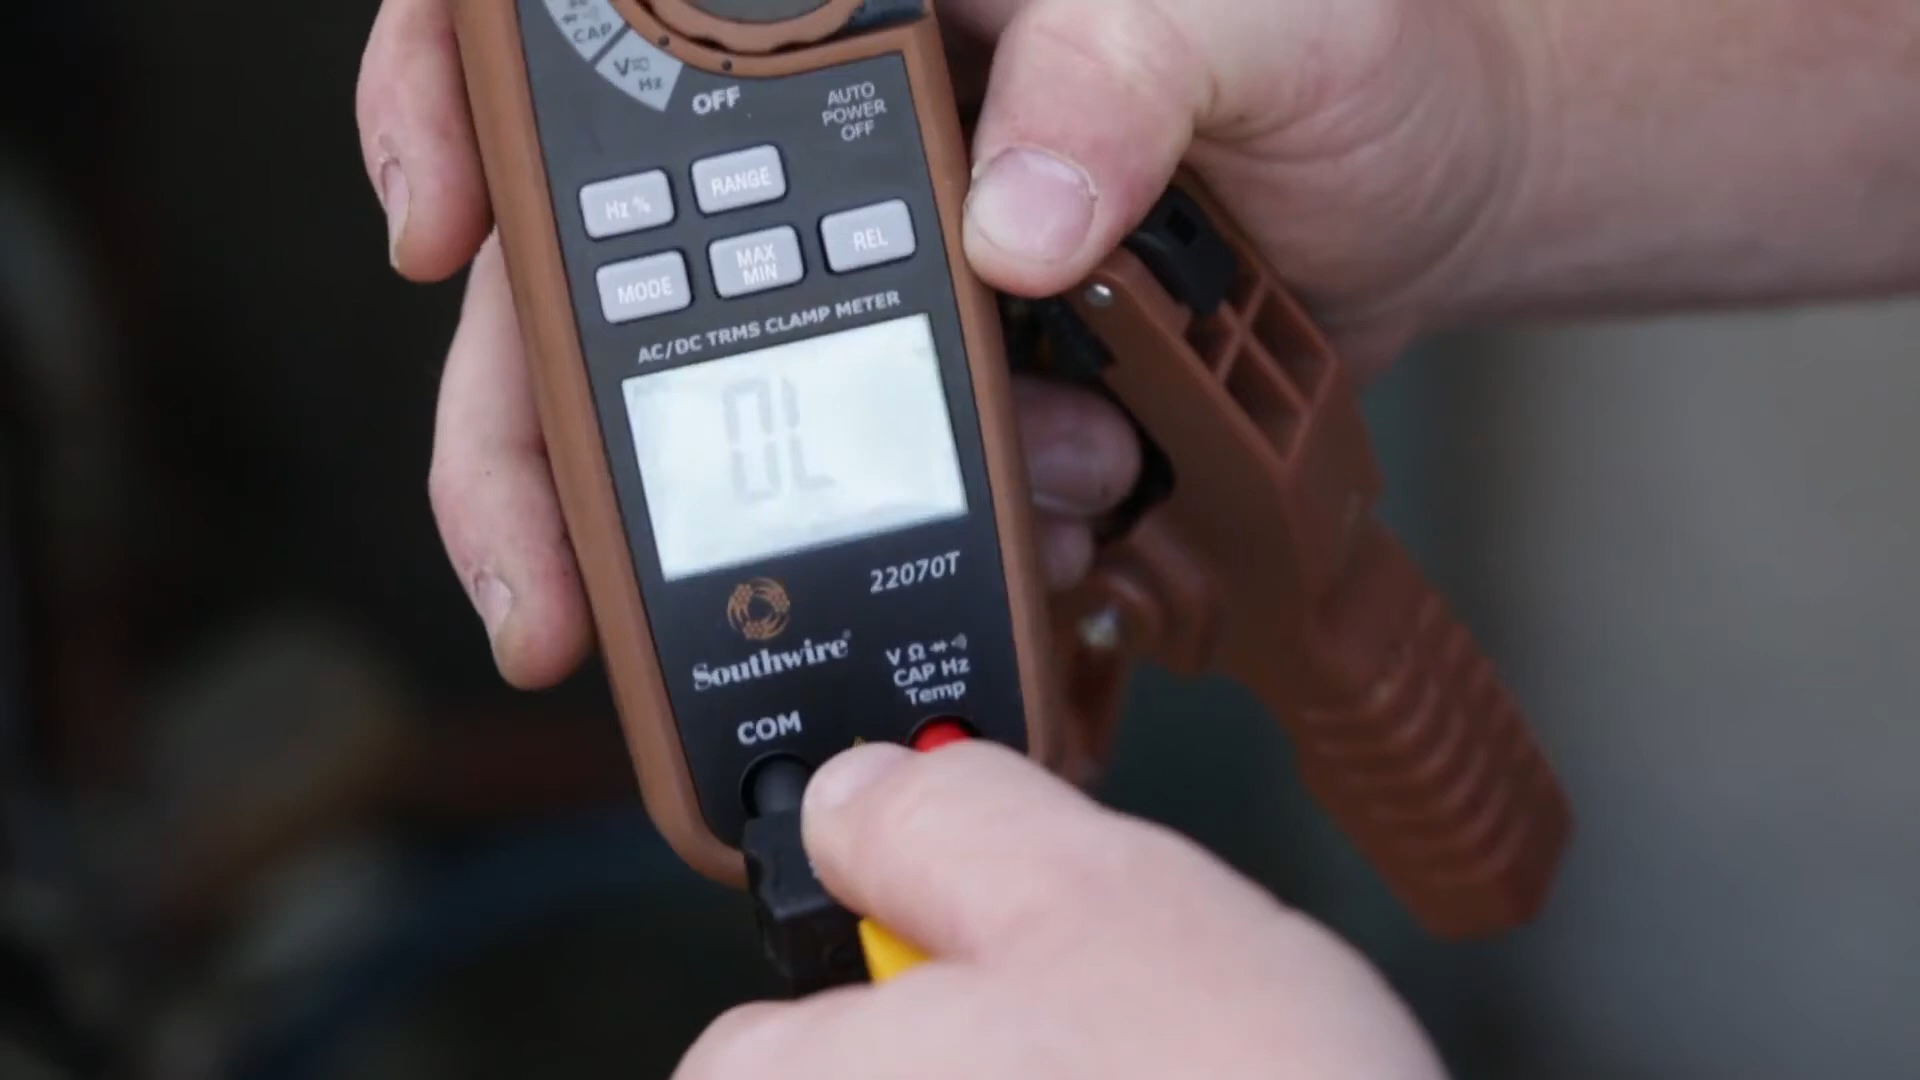 CAP
V Hz
OFF
AUTO
POWER
OFF
Hz %
RANGE
MODE
MAX
MIN
REL
AC/DC TRMS CLAMP METER
OL
22070T
Southwire®
V Ω
CAP Hz
Temp
COM